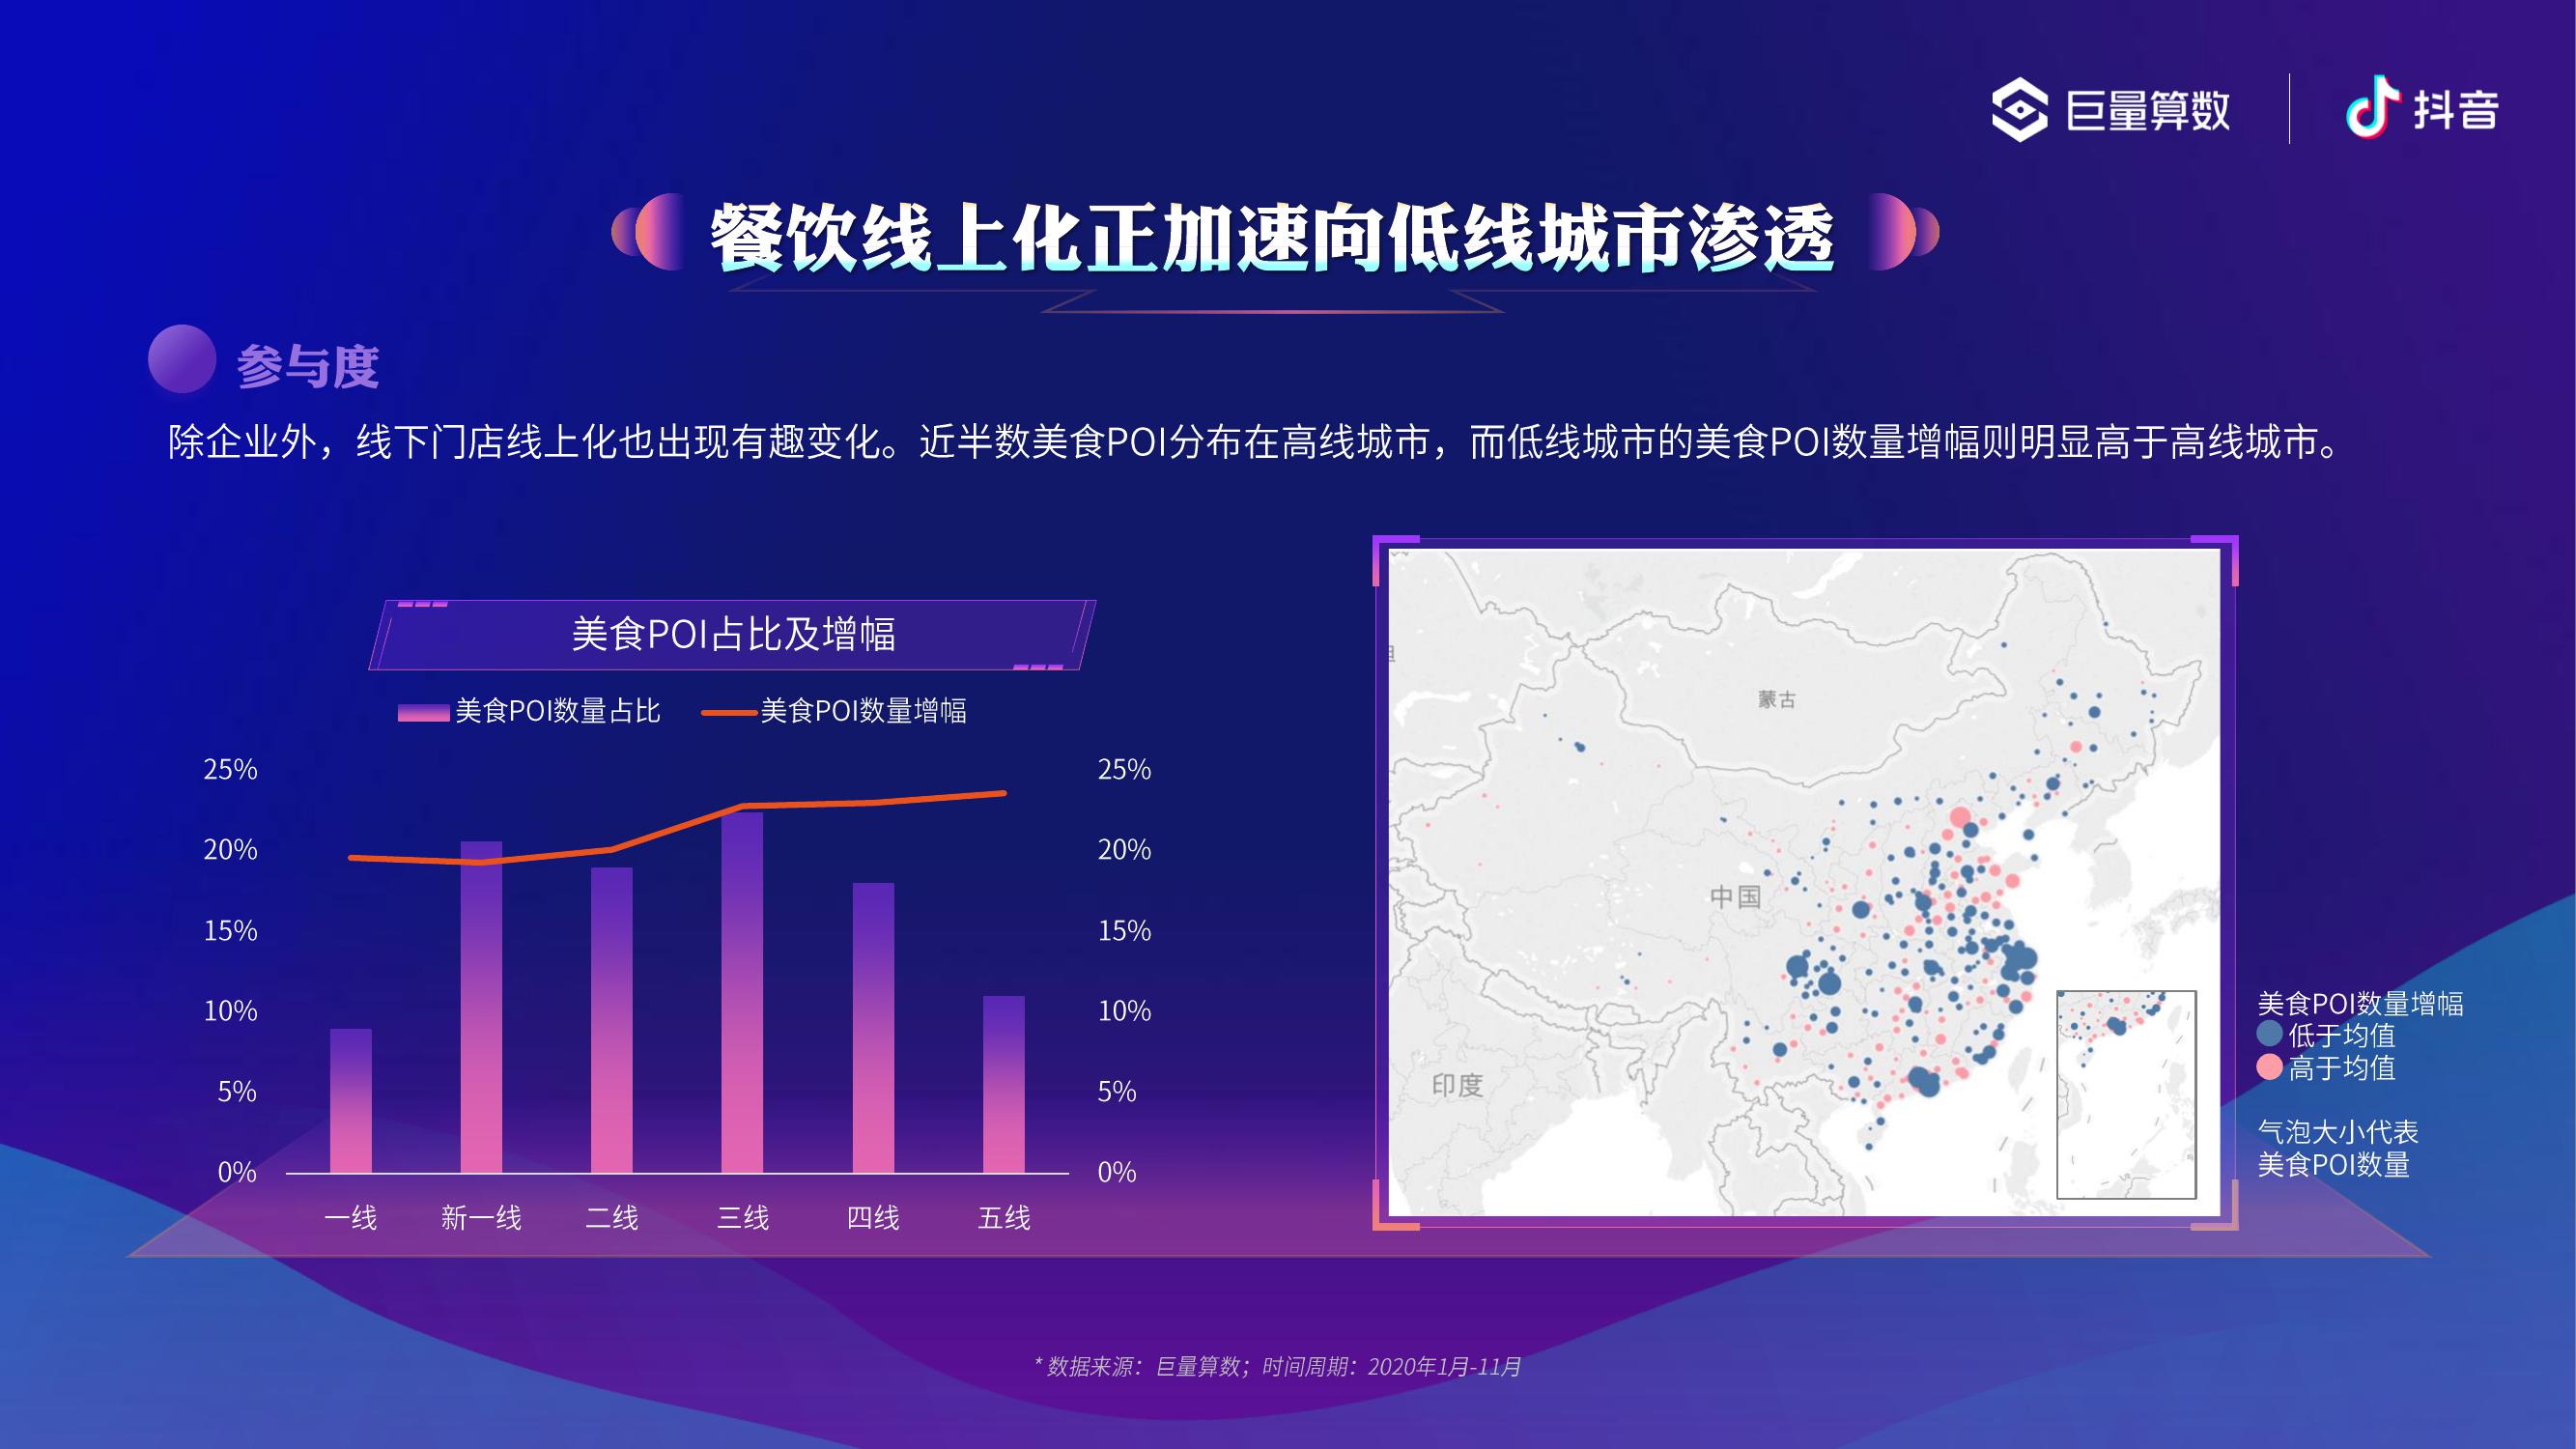 巨量算数
抖音
餐饮线上化正加速向低线城市渗透
参与度
除企业外，线下门店线上化也出现有趣变化。近半数美食POI分布在高线城市，而低线城市的美食POI数量增幅则明显高于高线城市。
美食POI占比及增幅
美食POI数量占比 美食POI数量增幅
25% 25%
20% 20%
15% 15%
10% 10%
5% 5%
0% 0%
一线 新一线 二线 三线 四线 五线
蒙古
中国
印度
美食POI数量增幅
低于均值
高于均值
气泡大小代表
美食POI数量
* 数据来源：巨量算数；时间周期：2020年1月-11月